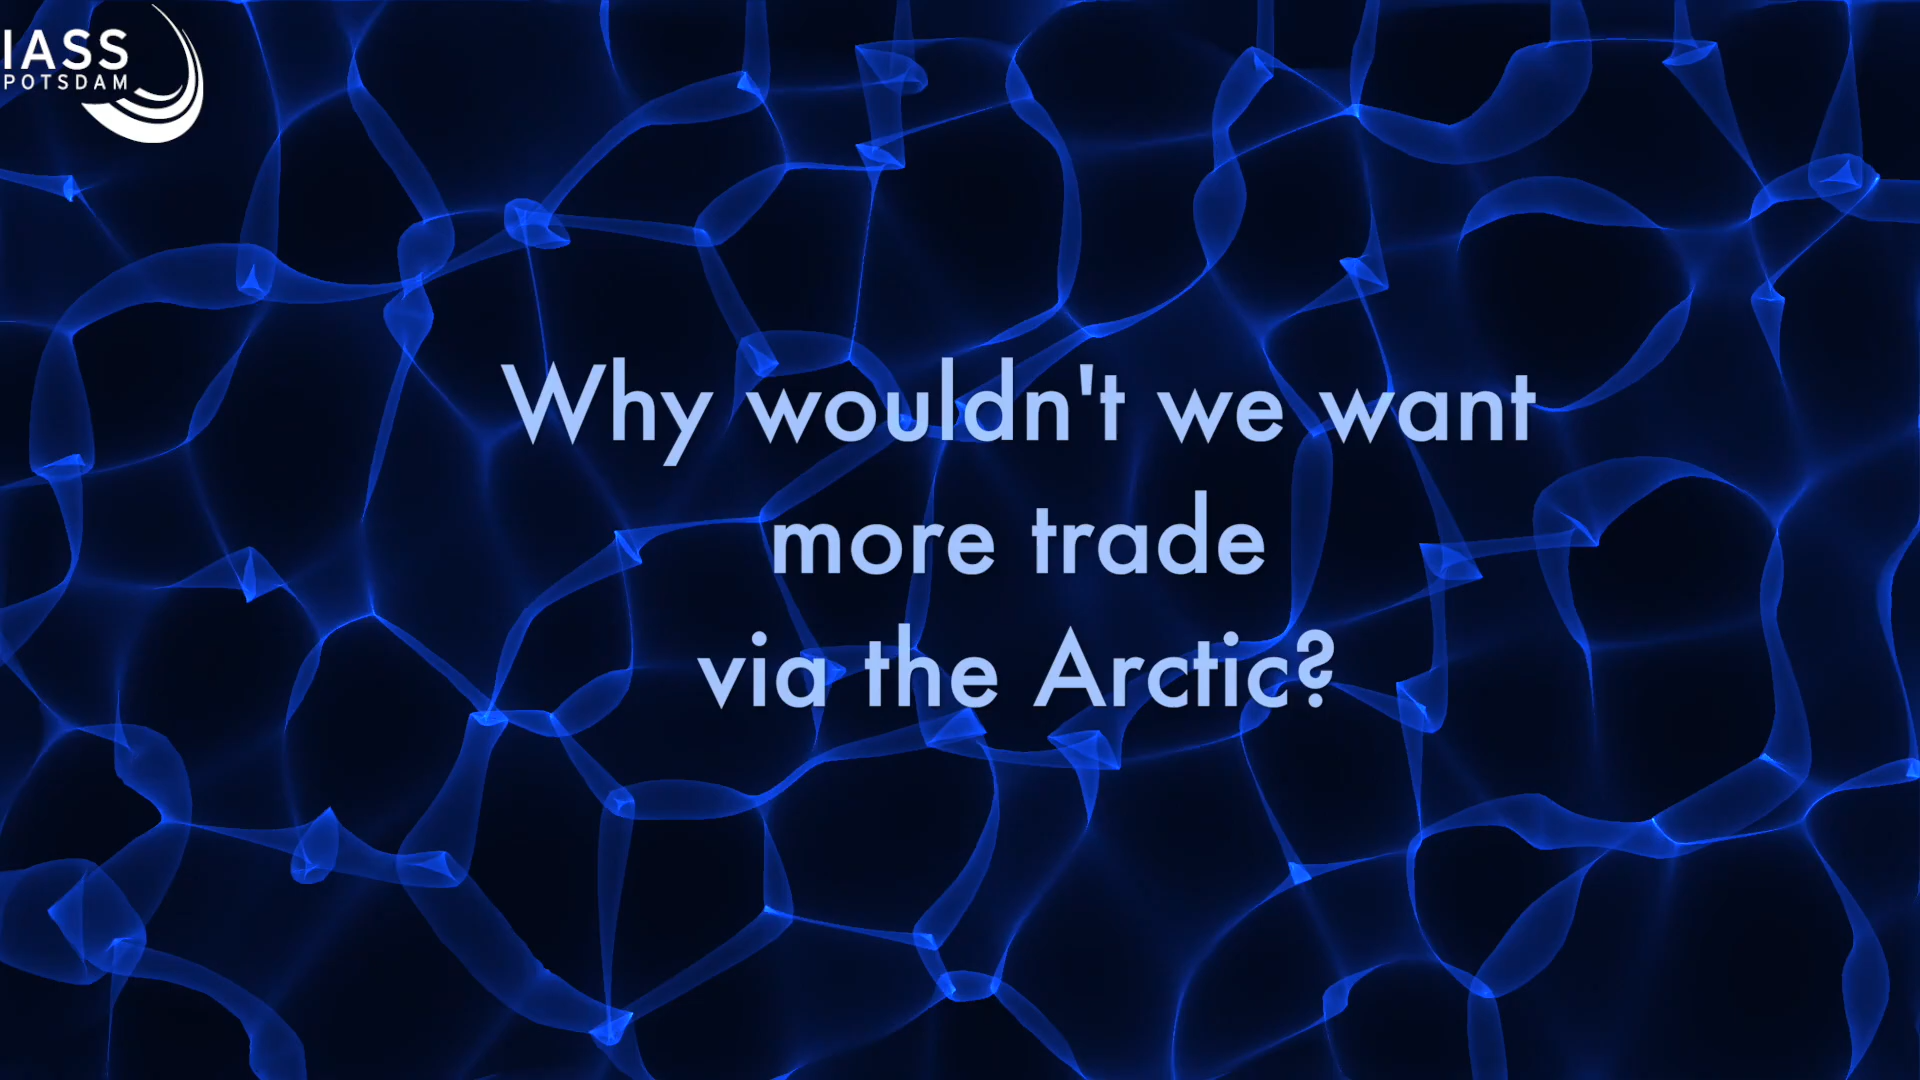 IASS
POTSDAM
Why wouldn't we want
more trade
via the Arctic?